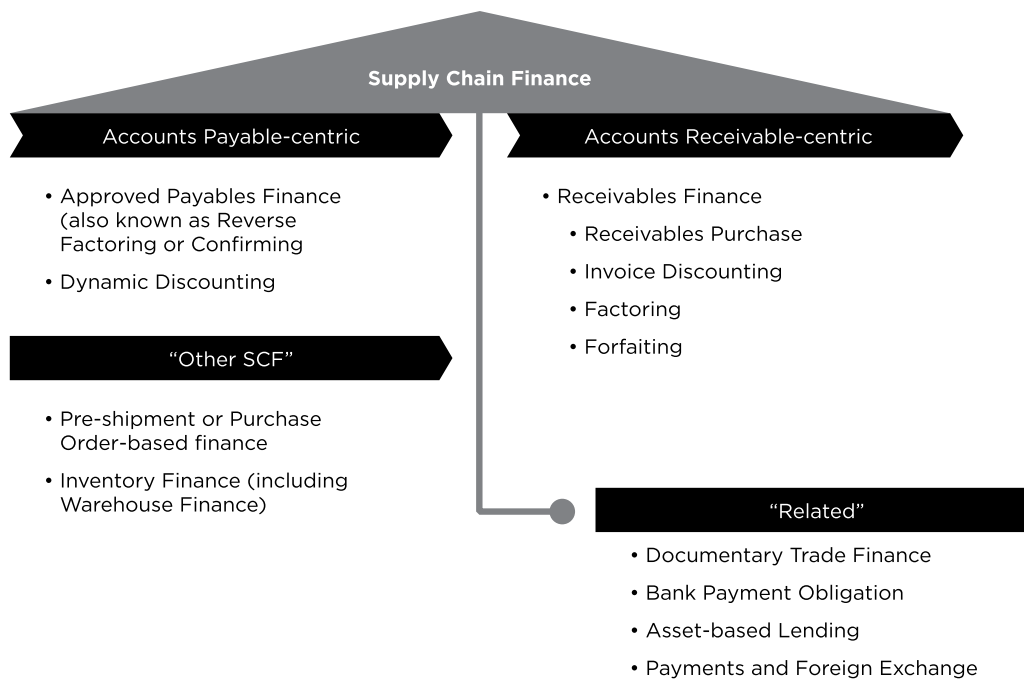 Supply Chain Finance
Accounts Payable-centric
• Approved Payables Finance
(also known as Reverse
Factoring or Confirming
• Dynamic Discounting
“Other SCF”
• Pre-shipment or Purchase
Order-based finance
• Inventory Finance (including
Warehouse Finance)
Accounts Receivable-centric
• Receivables Finance
• Receivables Purchase
• Invoice Discounting
• Factoring
• Forfaiting
“Related”
• Documentary Trade Finance
• Bank Payment Obligation
• Asset-based Lending
• Payments and Foreign Exchange